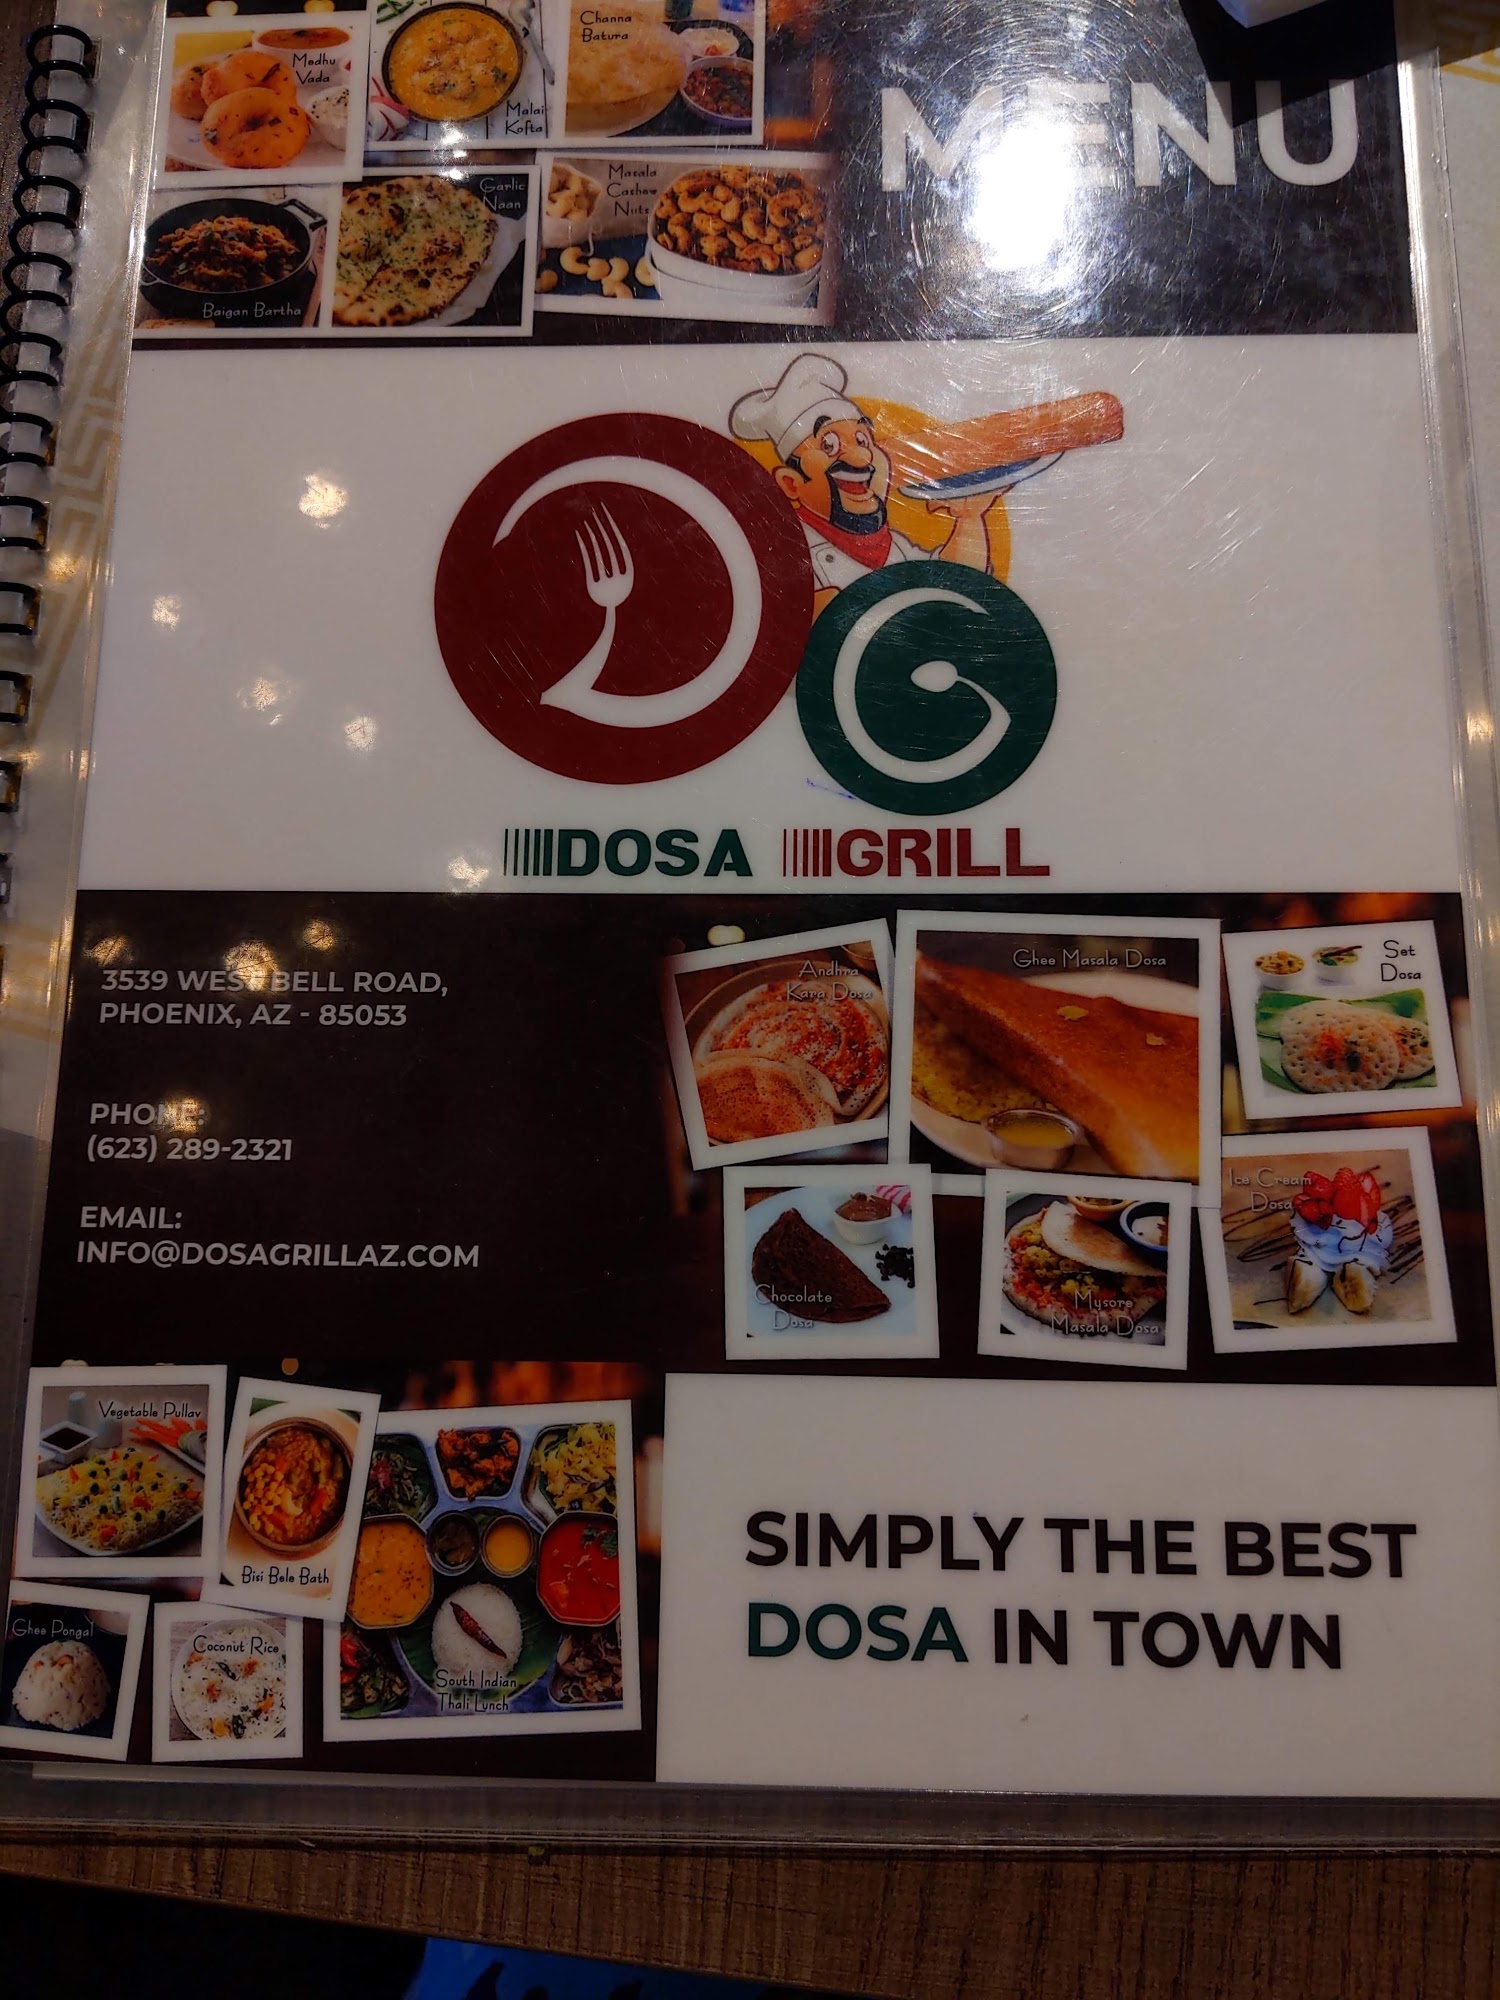 Medhu
Vada
Malai
Kofta
Channa
Batura
MENU
Baigan Bartha
Garlic
Naan
Masala
Cashew
Nuts
DOSA GRILL
3539 WEST BELL ROAD,
PHOENIX, AZ - 85053
PHONE:
(623) 289-2321
EMAIL:
INFO@DOSAGRILLAZ.COM
Andhra
Kara Dosa
Ghee Masala Dosa
Set
Dosa
Chocolate
Dosa
Mysore
Masala Dosa
Ice Cream
Dosa
Vegetable Pullav
Bisi Bele Bath
Ghee Pongal
Coconut Rice
South Indian
Thali Lunch
SIMPLY THE BEST
DOSA IN TOWN